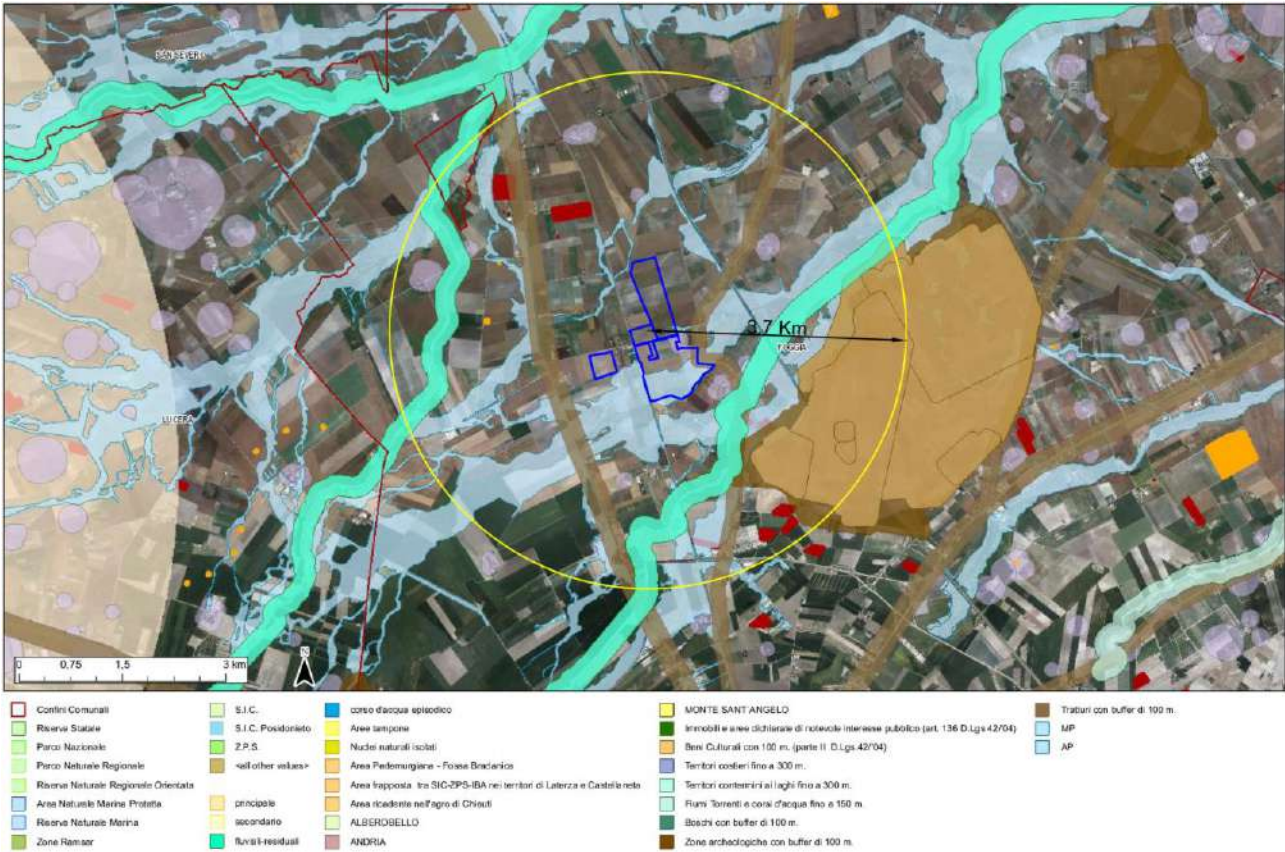 SAN SEVERO
3.7 Km
FOGGIA
LUCERA
0 0,75 1,5 3 km
N
Confini Comunali
Riserva Statale
Parco Nazionale
Parco Naturale Regionale
Riserva Naturale Regionale Orientata
Area Naturale Marina Protetta
Riserva Naturale Marina
Zone Ramsar
S.I.C.
S.I.C. Posidonieto
Z.P.S.
<all other values>
principale
secondario
fluviali-residuali
corso d'acqua episodico
Aree tampone
Nuclei naturali isolati
Area Pedemurgiana - Fossa Bradanica
Area frapposta tra SIC-ZPS-IBA nei territori di Laterza e Castellaneta
Area ricadente nell'agro di Chieuti
ALBEROBELLO
ANDRIA
MONTE SANT ANGELO
Immobili e aree dichiarate di notevole interesse pubblico (art. 136 D.Lgs 42/04)
Beni Culturali con 100 m. (parte II D.Lgs.42/04)
Territori costieri fino a 300 m.
Territori contermini ai laghi fino a 300 m.
Fiumi Torrenti e corsi d'acqua fino a 150 m.
Boschi con buffer di 100 m.
Zone archeologiche con buffer di 100 m.
Tratturi con buffer di 100 m.
MP
AP